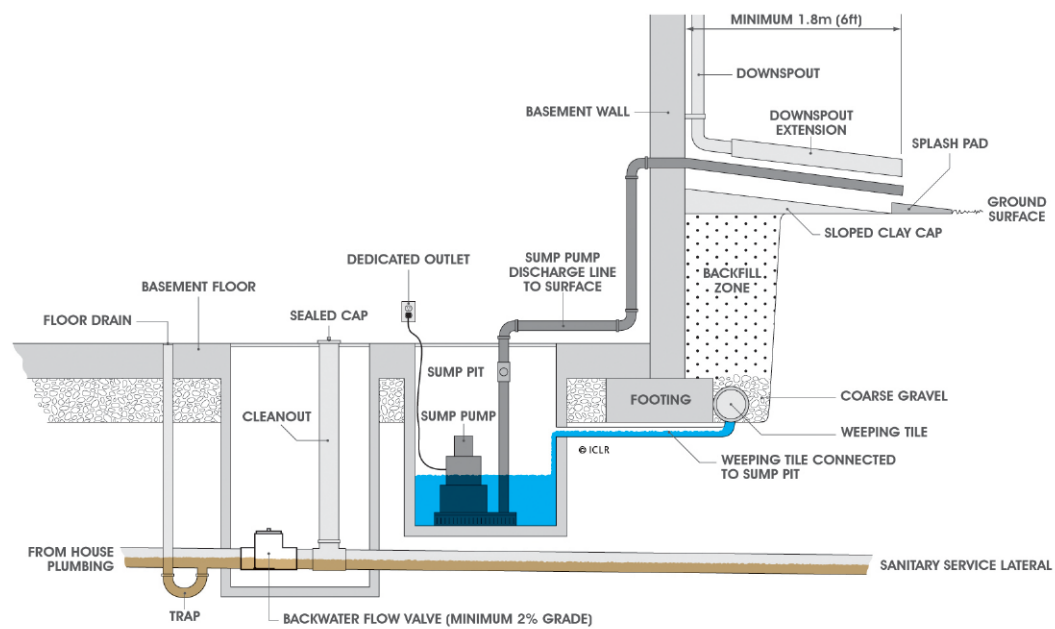 MINIMUM 1.8m (6ft)
DOWNSPOUT
BASEMENT WALL
DOWNSPOUT
EXTENSION
SPLASH PAD
GROUND
SURFACE
SLOPED CLAY CAP
DEDICATED OUTLET
SUMP PUMP
DISCHARGE LINE
TO SURFACE
BACKFILL
ZONE
BASEMENT FLOOR
FLOOR DRAIN
SEALED CAP
SUMP PIT
FOOTING
COARSE GRAVEL
CLEANOUT
SUMP PUMP
WEEPING TILE
© ICLR
WEEPING TILE CONNECTED
TO SUMP PIT
FROM HOUSE
PLUMBING
SANITARY SERVICE LATERAL
TRAP
BACKWATER FLOW VALVE (MINIMUM 2% GRADE)